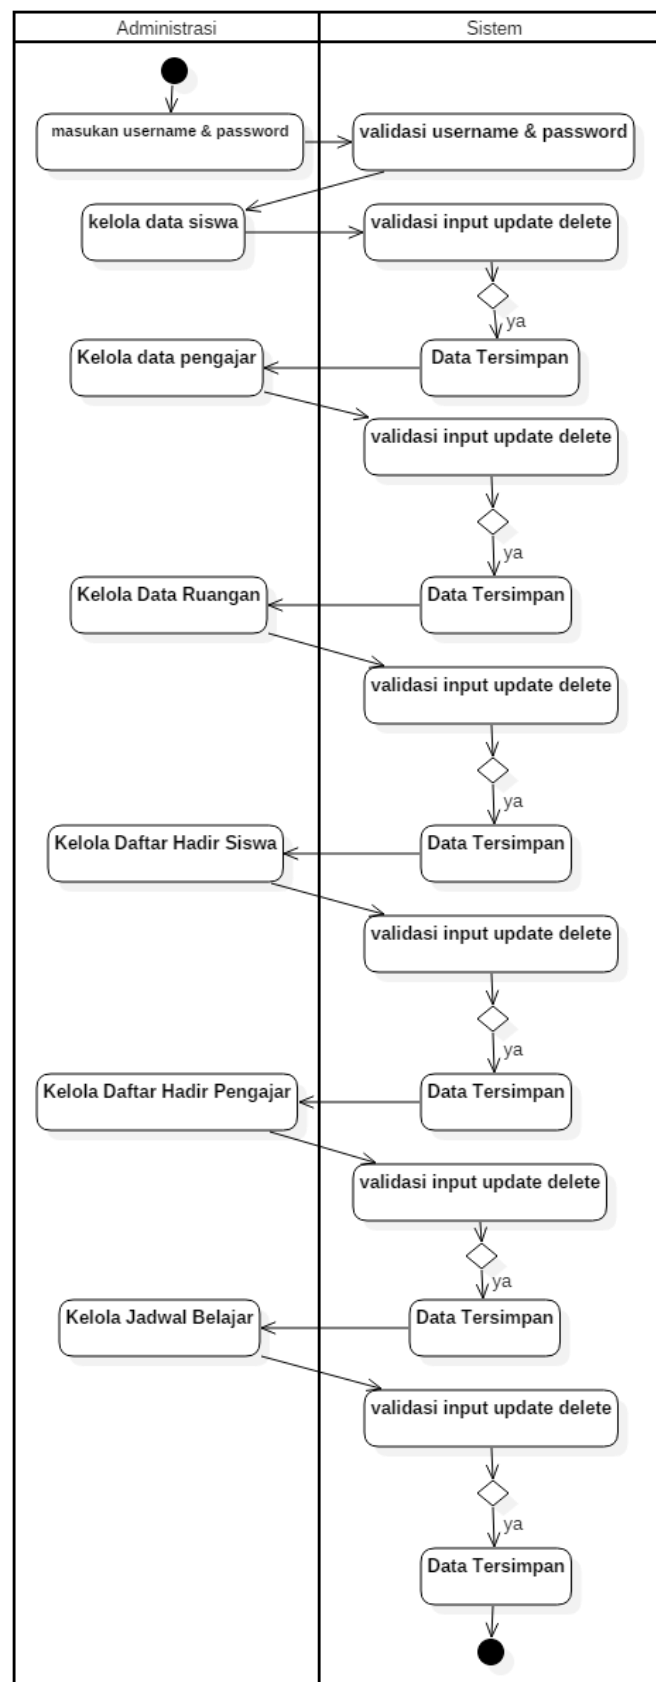 Administrasi
Sistem
masukan username & password
validasi username & password
kelola data siswa
validasi input update delete
ya
Kelola data pengajar
Data Tersimpan
validasi input update delete
ya
Kelola Data Ruangan
Data Tersimpan
validasi input update delete
ya
Kelola Daftar Hadir Siswa
Data Tersimpan
validasi input update delete
ya
Kelola Daftar Hadir Pengajar
Data Tersimpan
validasi input update delete
ya
Kelola Jadwal Belajar
Data Tersimpan
validasi input update delete
ya
Data Tersimpan